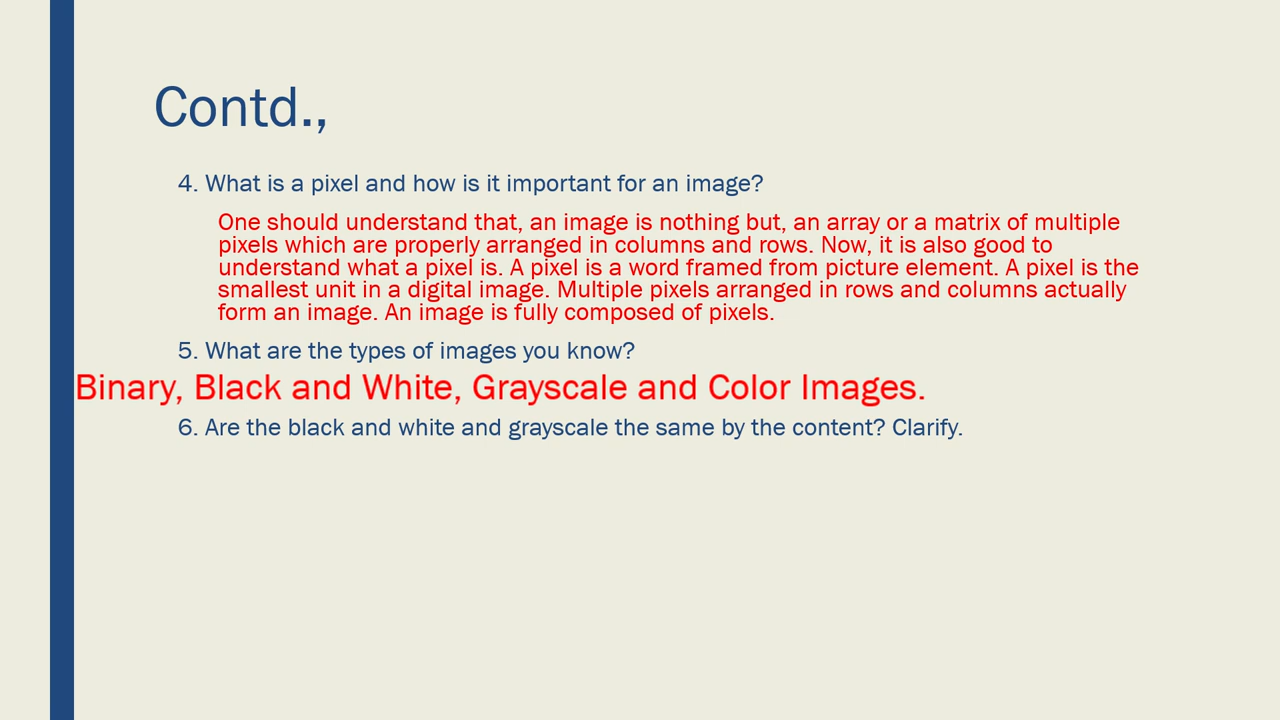 Contd.,
4. What is a pixel and how is it important for an image?
One should understand that, an image is nothing but, an array or a matrix of multiple
pixels which are properly arranged in columns and rows. Now, it is also good to
understand what a pixel is. A pixel is a word framed from picture element. A pixel is the
smallest unit in a digital image. Multiple pixels arranged in rows and columns actually
form an image. An image is fully composed of pixels.
5. What are the types of images you know?
Binary, Black and White, Grayscale and Color Images.
6. Are the black and white and grayscale the same by the content? Clarify.